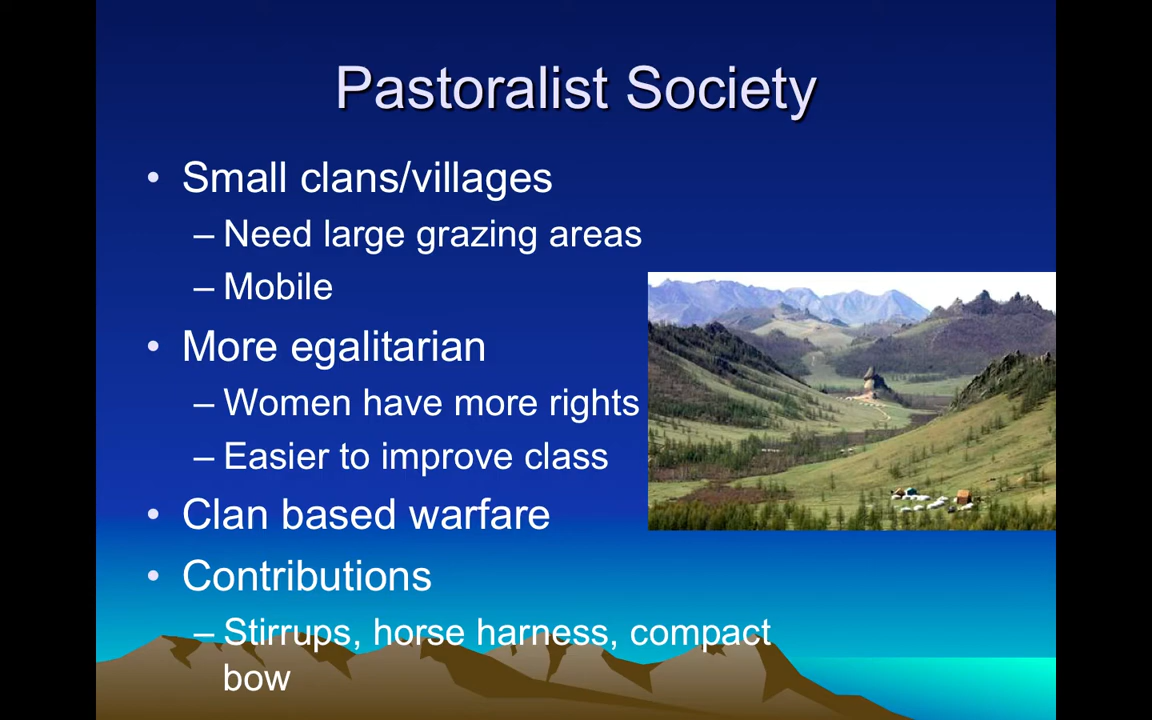 Pastoralist Society
• Small clans/villages
– Need large grazing areas
– Mobile
• More egalitarian
– Women have more rights
– Easier to improve class
• Clan based warfare
• Contributions
– Stirrups, horse harness, compact
bow